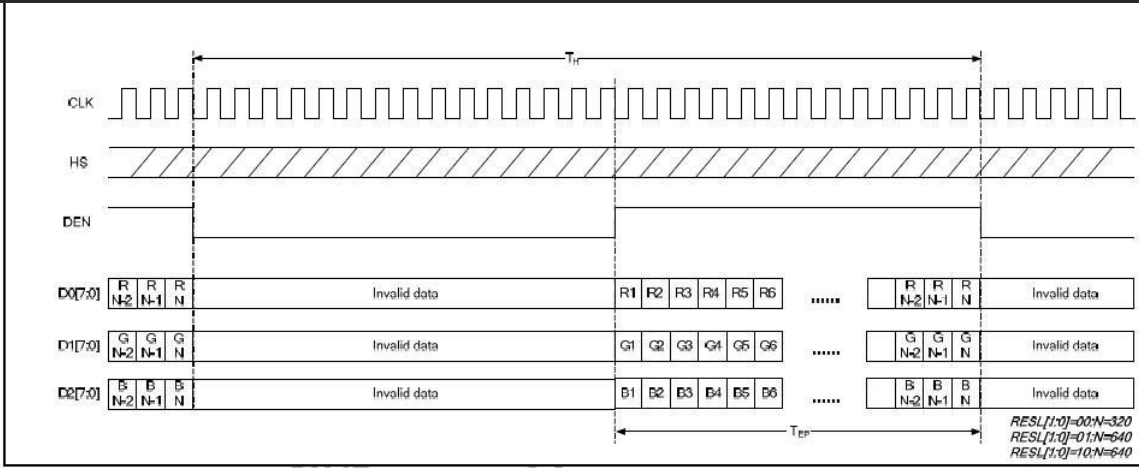 TH
CLK
HS
DEN
D0[7:0] R N-2 R N-1 R N Invalid data R1 R2 R3 R4 R5 R6 ...... R N-2 R N-1 R N Invalid data
D1[7:0] G N-2 G N-1 G N Invalid data G1 G2 G3 G4 G5 G6 ...... G N-2 G N-1 G N Invalid data
D2[7:0] B N-2 B N-1 B N Invalid data B1 B2 B3 B4 B5 B6 ...... B N-2 B N-1 B N Invalid data
TEP
RESL[1:0]=00:N=320
RESL[1:0]=01:N=640
RESL[1:0]=10:N=640